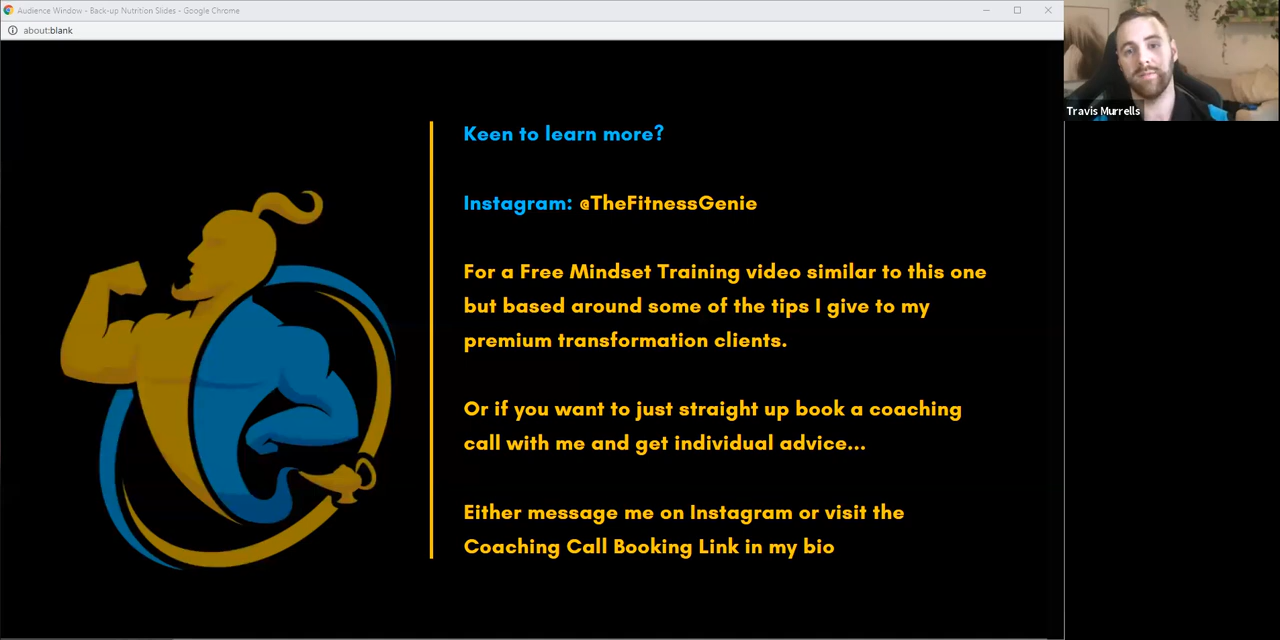 Audience Window - Back-up Nutrition Slides - Google Chrome
about:blank
Travis Murrells
Keen to learn more?
Instagram: @TheFitnessGenie
For a Free Mindset Training video similar to this one
but based around some of the tips I give to my
premium transformation clients.
Or if you want to just straight up book a coaching
call with me and get individual advice...
Either message me on Instagram or visit the
Coaching Call Booking Link in my bio